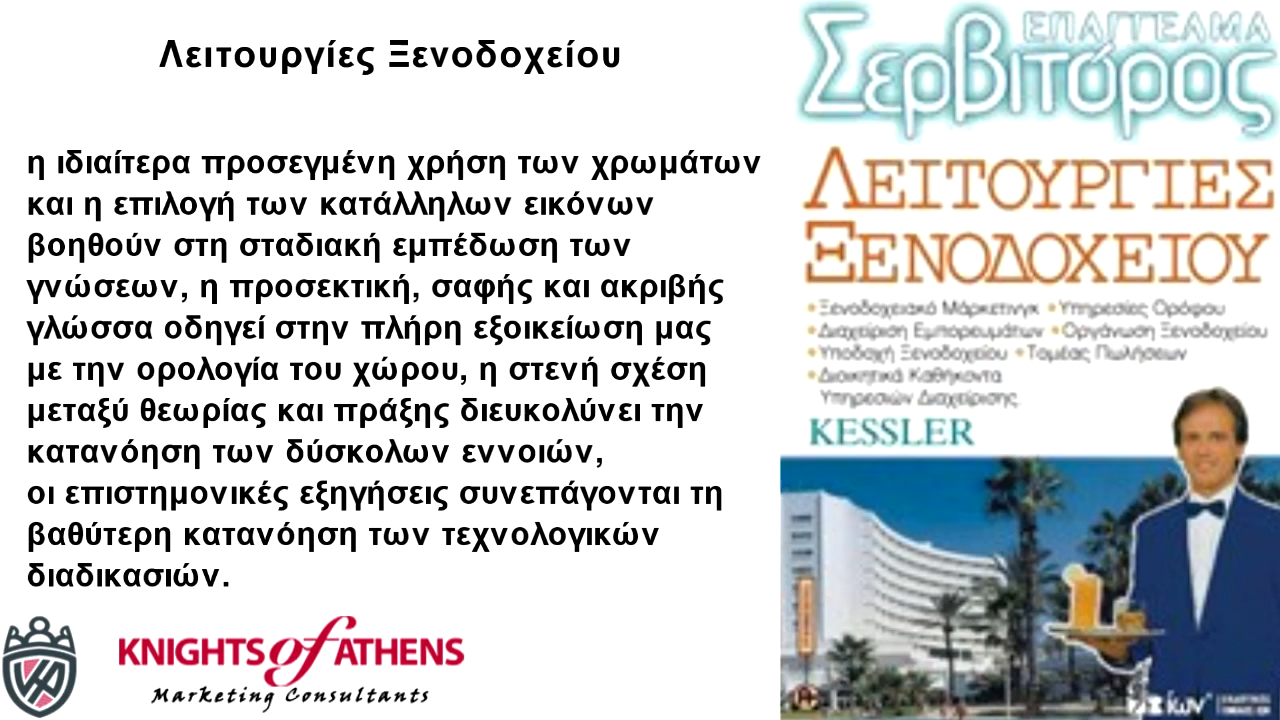 Λειτουργίες Ξενοδοχείου
η ιδιαίτερα προσεγμένη χρήση των χρωμάτων
και η επιλογή των κατάλληλων εικόνων
βοηθούν στη σταδιακή εμπέδωση των
γνώσεων, η προσεκτική, σαφής και ακριβής
γλώσσα οδηγεί στην πλήρη εξοικείωση μας
με την ορολογία του χώρου, η στενή σχέση
μεταξύ θεωρίας και πράξης διευκολύνει την
κατανόηση των δύσκολων εννοιών,
οι επιστημονικές εξηγήσεις συνεπάγονται τη
βαθύτερη κατανόηση των τεχνολογικών
διαδικασιών.
KNIGHTS of ATHENS
Marketing Consultants
ΕΠΑΓΓΕΛΜΑ
Σερβιτόρος
ΛΕΙΤΟΥΡΓΙΕΣ
ΞΕΝΟΔΟΧΕΙΟΥ
• Ξενοδοχειακό Μάρκετινγκ • Υπηρεσίες Ορόφου
• Διαχείριση Εμπορευμάτων • Οργάνωση Ξενοδοχείου
• Υποδοχή Ξενοδοχείου • Τομέας Πωλήσεων
• Διοικητικά Καθήκοντα
Υπηρεσιών Διαχείρισης
KESSLER
ίων